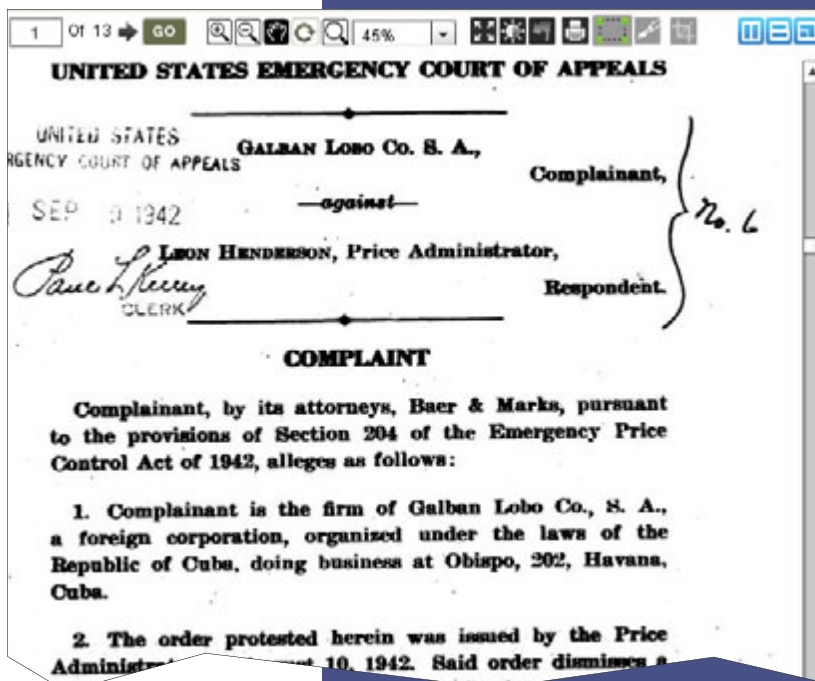 1 Of 13 GO 45%
UNITED STATES EMERGENCY COURT OF APPEALS
UNITED STATES
RGENCY COURT OF APPEALS
SEP 9 1942
CLERK
GALBAN LOBO CO. S. A.,
Complainant,
—against—
LEON HENDERSON, Price Administrator,
Respondent.
No. 6
COMPLAINT
Complainant, by its attorneys, Baer & Marks, pursuant
to the provisions of Section 204 of the Emergency Price
Control Act of 1942, alleges as follows:
1. Complainant is the firm of Galban Lobo Co., S. A.,
a foreign corporation, organized under the laws of the
Republic of Cuba, doing business at Obispo, 202, Havana,
Cuba.
2. The order protested herein was issued by the Price
10, 1942. Said order dismisses a